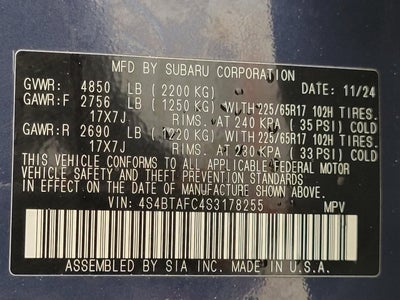 MFD BY SUBARU CORPORATION
GVWR: 4850 LB (2200 KG) DATE: 11/24
GAWR:F 2756 LB (1250 KG) WITH 225/65R17 102H TIRES.
17X7J RIMS. AT 240 KPA (35 PSI) COLD
GAWR:R 2690 LB (1220 KG) WITH 225/65R17 102H TIRES.
17X7J RIMS. AT 230 KPA (33 PSI) COLD
THIS VEHICLE CONFORMS TO ALL APPLICABLE FEDERAL MOTOR
VEHICLE SAFETY, BUMPER, AND THEFT PREVENTION STANDARDS IN
EFFECT ON THE DATE OF MANUFACTURE SHOWN ABOVE.
VIN: 4S4BTAFC4S3178255 MPV
ASSEMBLED BY SIA INC. MADE IN U.S.A.